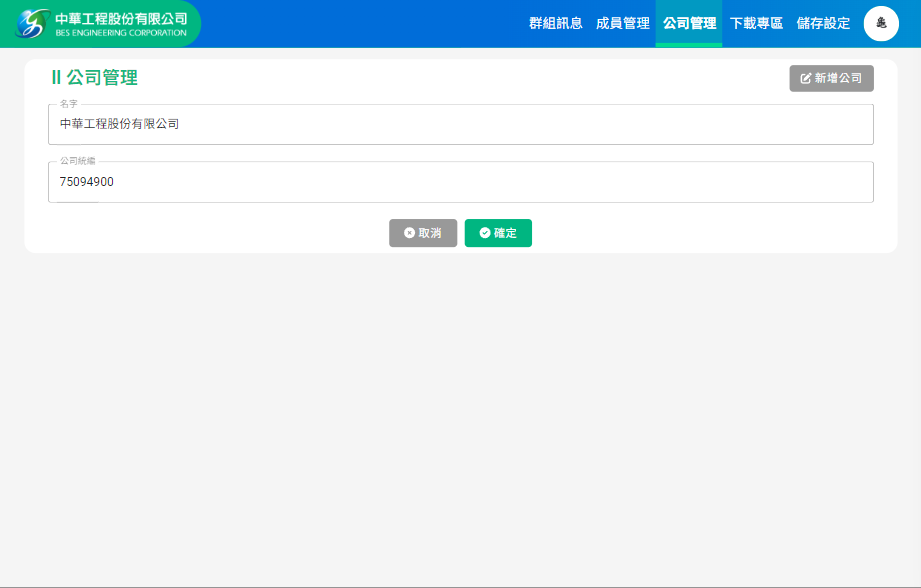 中華工程股份有限公司
BES ENGINEERING CORPORATION
群組訊息 成員管理 公司管理 下載專區 儲存設定
公司管理
新增公司
名字
中華工程股份有限公司
公司統編
75094900
取消 確定